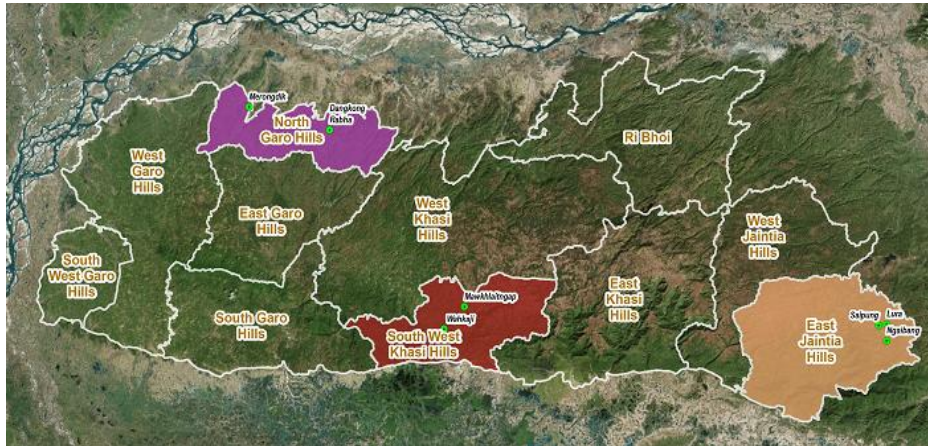 Merongdik
Dangkong
Rabha
North
Garo Hills
Ri Bhoi
West
Garo
Hills
East Garo
Hills
West
Khasi
Hills
West
Jaintia
Hills
South
West Garo
Hills
South Garo
Hills
Mawkhlaitngap
Wahkaji
South West
Khasi Hills
East
Khasi
Hills
Saipung
Lura
Ngaibang
East
Jaintia
Hills